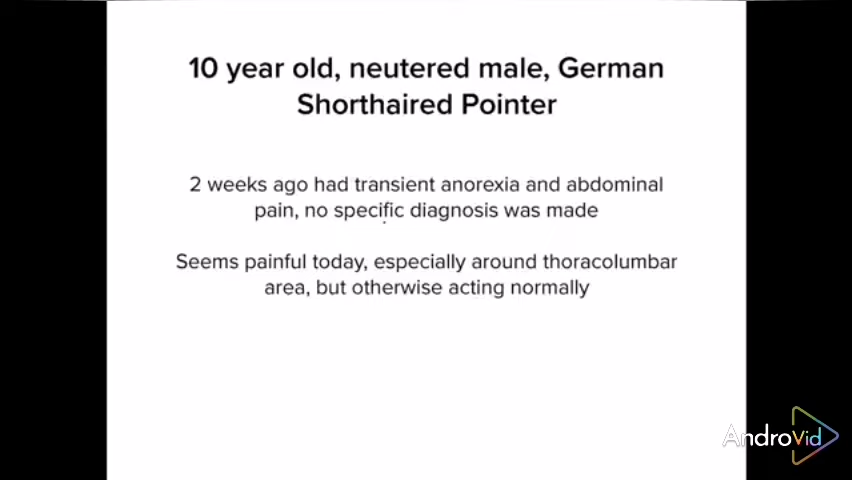 10 year old, neutered male, German
Shorthaired Pointer
2 weeks ago had transient anorexia and abdominal
pain, no specific diagnosis was made
Seems painful today, especially around thoracolumbar
area, but otherwise acting normally
AndroVid